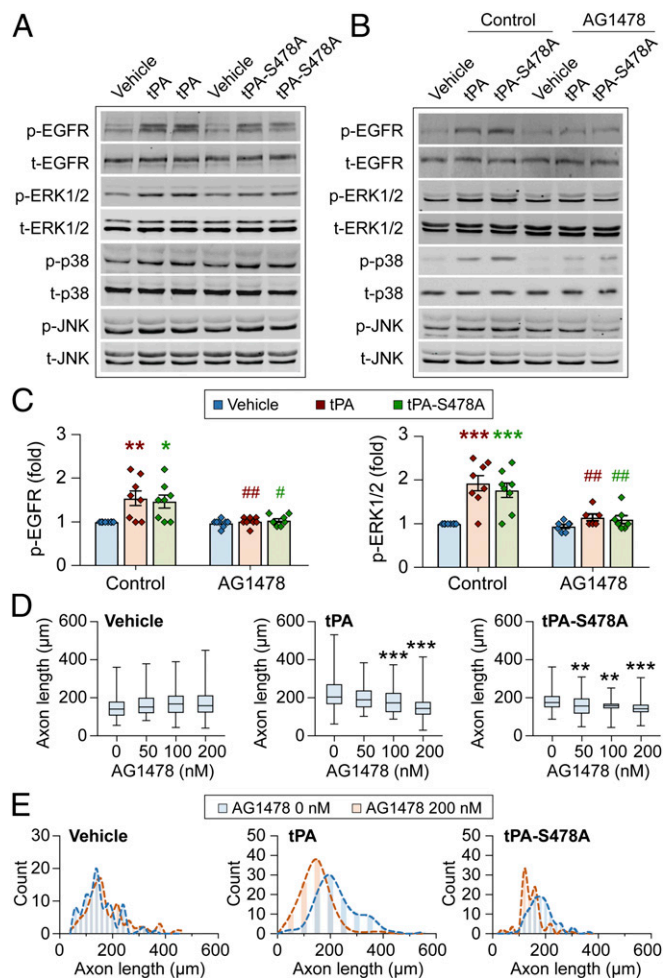 A
Vehicle
tPA
tPA
Vehicle
tPA-S478A
tPA-S478A
p-EGFR
t-EGFR
p-ERK1/2
t-ERK1/2
p-p38
t-p38
p-JNK
t-JNK
B
Control
AG1478
Vehicle
tPA
tPA-S478A
Vehicle
tPA
tPA-S478A
p-EGFR
t-EGFR
p-ERK1/2
t-ERK1/2
p-p38
t-p38
p-JNK
t-JNK
C
Vehicle
tPA
tPA-S478A
p-EGFR (fold)
3
2
1
0
**
*
##
#
Control
AG1478
p-ERK1/2 (fold)
3
2
1
0
***
***
##
##
Control
AG1478
D
Vehicle
Axon length (µm)
600
400
200
0
0 50 100 200
AG1478 (nM)
tPA
Axon length (µm)
600
400
200
0
***
***
0 50 100 200
AG1478 (nM)
tPA-S478A
Axon length (µm)
600
400
200
0
**
**
***
0 50 100 200
AG1478 (nM)
E
AG1478 0 nM
AG1478 200 nM
Vehicle
Count
30
20
10
0
0 200 400 600
Axon length (µm)
tPA
Count
50
40
30
20
10
0
0 200 400 600
Axon length (µm)
tPA-S478A
Count
50
40
30
20
10
0
0 200 400 600
Axon length (µm)